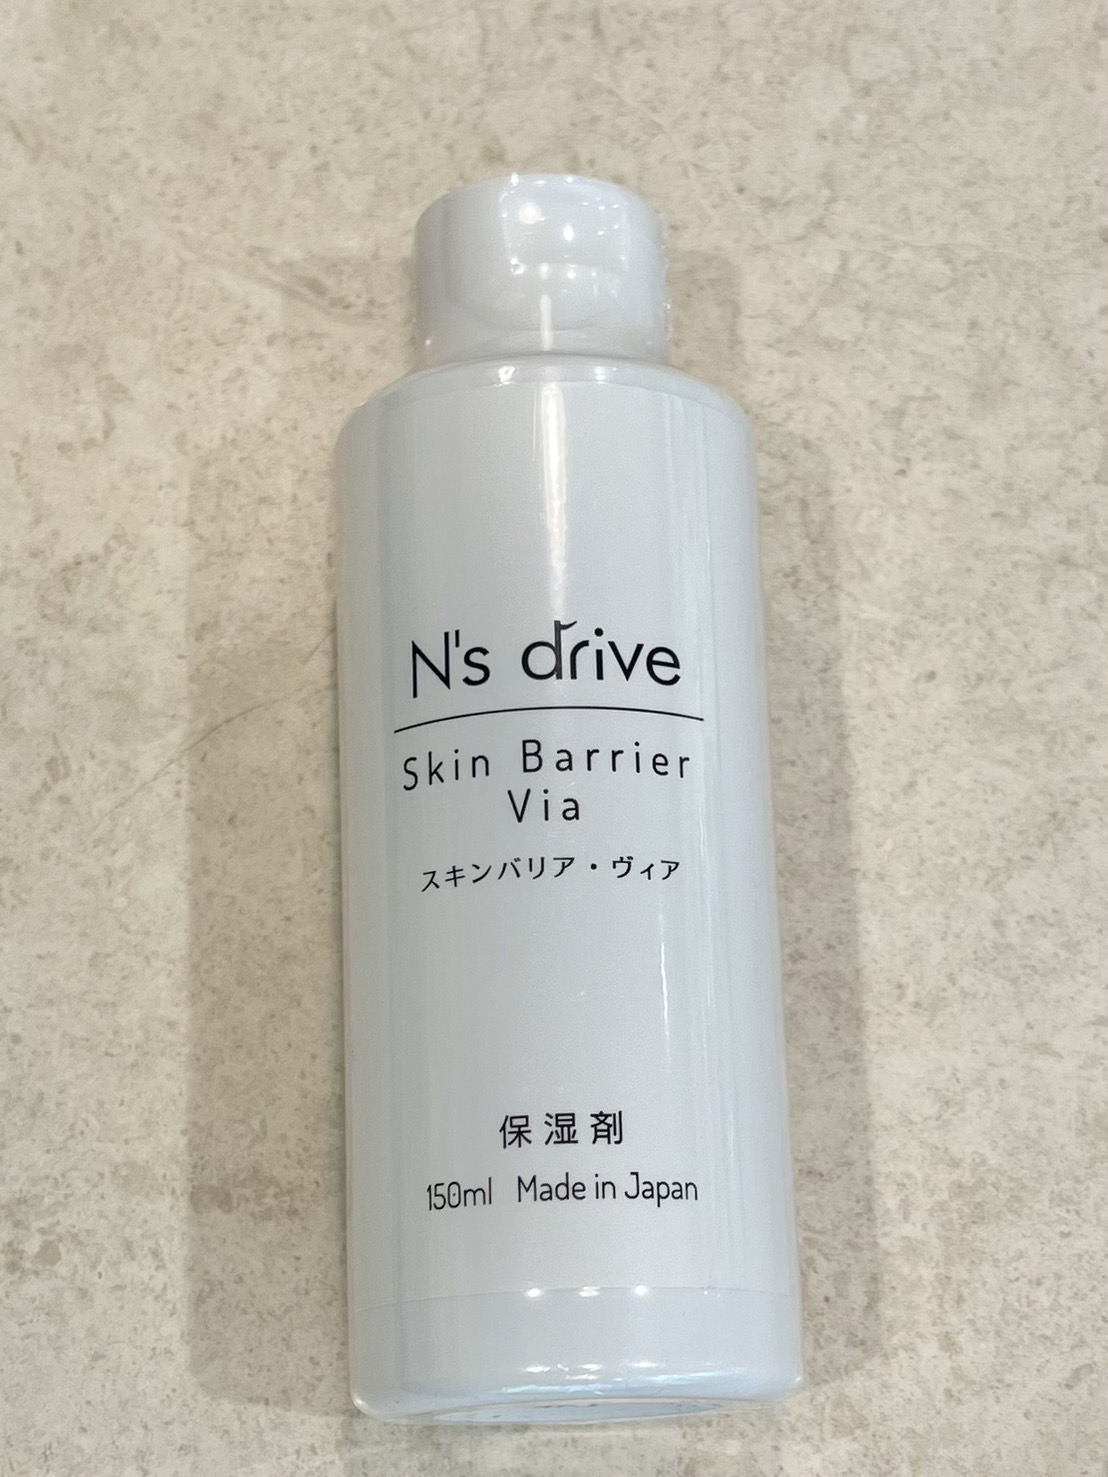 N's drive
Skin Barrier
Via
スキンバリア・ヴィア
保湿剤
150ml Made in Japan